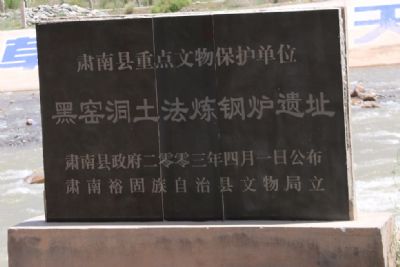 肃南县重点文物保护单位
黑窑洞土法炼钢炉遗址
肃南县政府二零零三年四月一日公布
肃南裕固族自治县文物局立